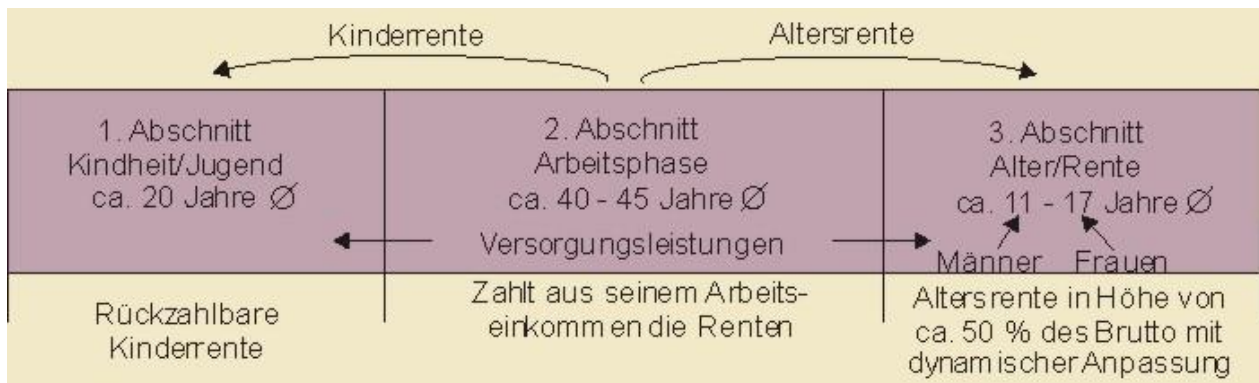 Kinderrente
Altersrente
1. Abschnitt
Kindheit/Jugend
ca. 20 Jahre Ø
2. Abschnitt
Arbeitsphase
ca. 40 - 45 Jahre Ø
3. Abschnitt
Alter/Rente
ca. 11 - 17 Jahre Ø
Versorgungsleistungen
Männer Frauen
Rückzahlbare
Kinderrente
Zahlt aus seinem Arbeits-
einkommen die Renten
Altersrente in Höhe von
ca. 50 % des Brutto mit
dynamischer Anpassung